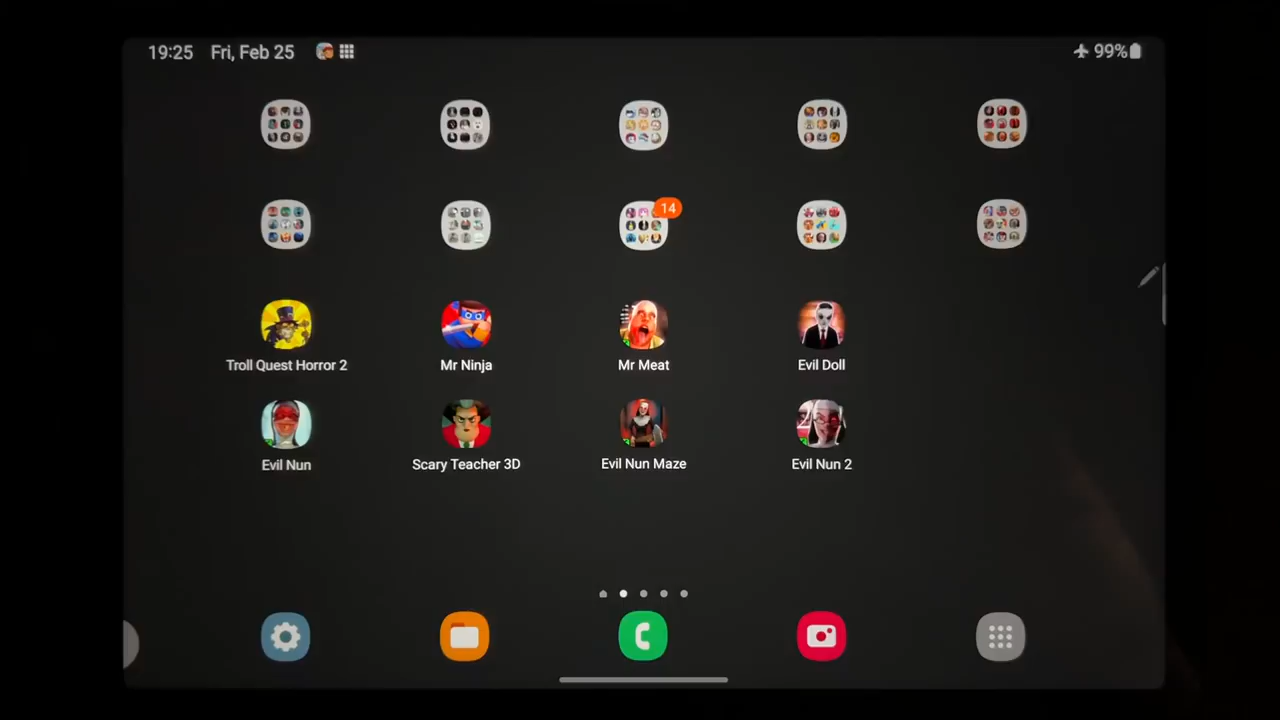 19:25 Fri, Feb 25 99%
14
Troll Quest Horror 2 Mr Ninja Mr Meat Evil Doll
Evil Nun Scary Teacher 3D Evil Nun Maze Evil Nun 2